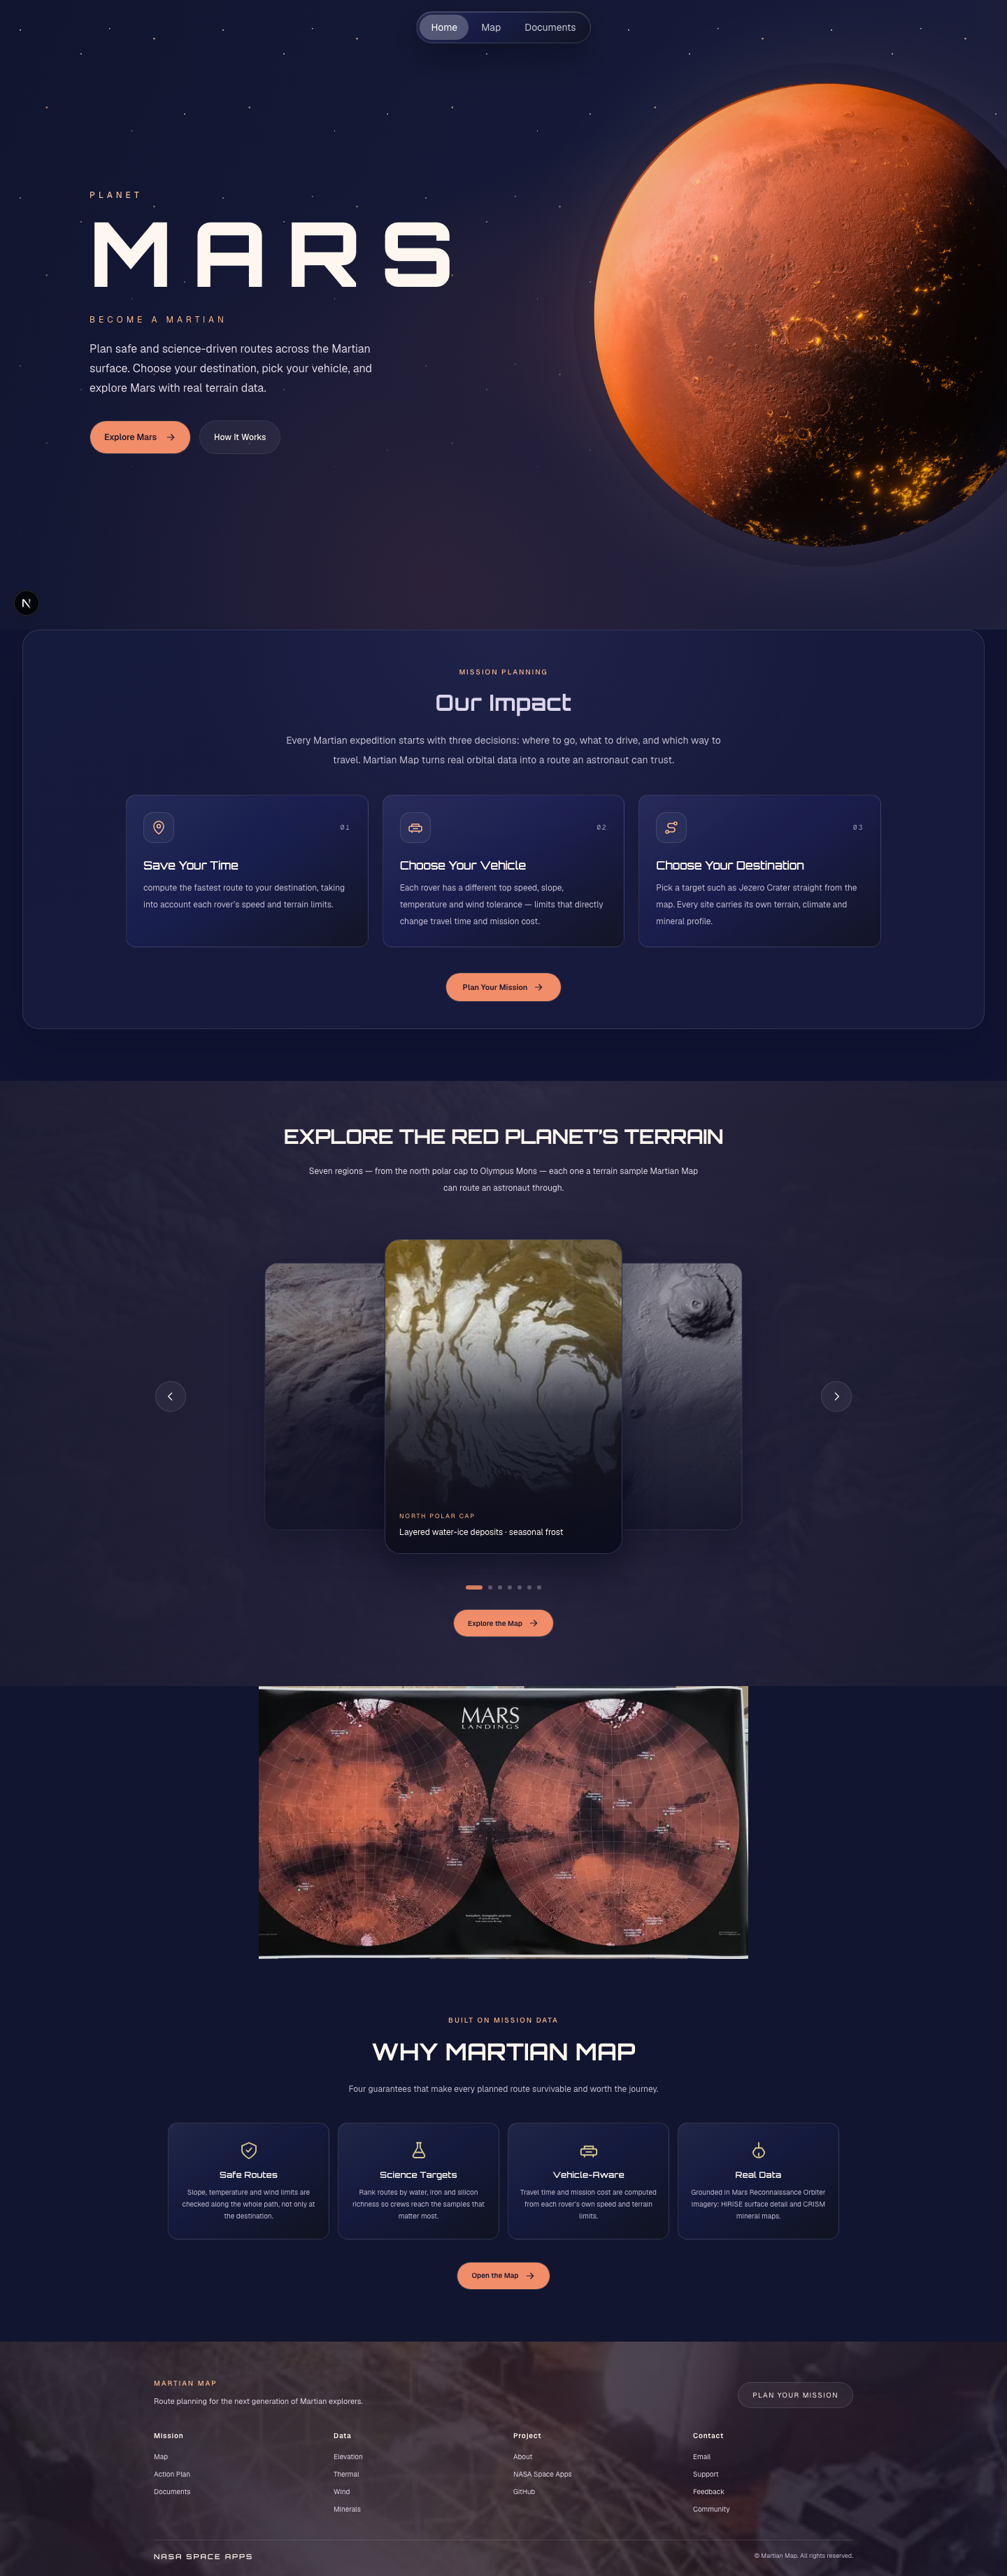 Home Map Documents
PLANET
MARS
BECOME A MARTIAN
Plan safe and science-driven routes across the Martian
surface. Choose your destination, pick your vehicle, and
explore Mars with real terrain data.
Explore Mars
How It Works
N
MISSION PLANNING
Our Impact
Every Martian expedition starts with three decisions: where to go, what to drive, and which way to
travel. Martian Map turns real orbital data into a route an astronaut can trust.
01
Save Your Time
compute the fastest route to your destination, taking
into account each rover's speed and terrain limits.
02
Choose Your Vehicle
Each rover has a different top speed, slope,
temperature and wind tolerance — limits that directly
change travel time and mission cost.
03
Choose Your Destination
Pick a target such as Jezero Crater straight from the
map. Every site carries its own terrain, climate and
mineral profile.
Plan Your Mission
EXPLORE THE RED PLANET'S TERRAIN
Seven regions — from the north polar cap to Olympus Mons — each one a terrain sample Martian Map
can route an astronaut through.
NORTH POLAR CAP
Layered water-ice deposits · seasonal frost
Explore the Map
MARS
LANDINGS
BUILT ON MISSION DATA
WHY MARTIAN MAP
Four guarantees that make every planned route survivable and worth the journey.
Safe Routes
Slope, temperature and wind limits are
checked along the whole path, not only at
the destination.
Science Targets
Rank routes by water, iron and silicon
richness so crews reach the samples that
matter most.
Vehicle-Aware
Travel time and mission cost are computed
from each rover's own speed and terrain
limits.
Real Data
Grounded in Mars Reconnaissance Orbiter
imagery: HiRISE surface detail and CRISM
mineral maps.
Open the Map
MARTIAN MAP
Route planning for the next generation of Martian explorers.
PLAN YOUR MISSION
Mission
Map
Action Plan
Documents
Data
Elevation
Thermal
Wind
Minerals
Project
About
NASA Space Apps
GitHub
Contact
Email
Support
Feedback
Community
NASA SPACE APPS
© Martian Map. All rights reserved.